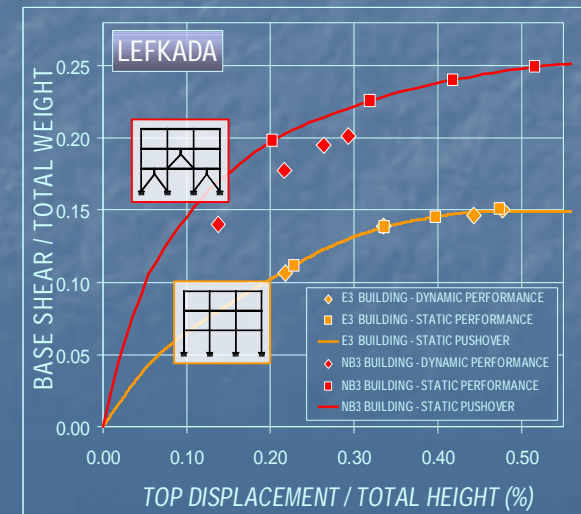 LEFKADA
BASE SHEAR / TOTAL WEIGHT
0.25
0.20
0.15
0.10
0.05
0.00
E3 BUILDING - DYNAMIC PERFORMANCE
E3 BUILDING - STATIC PERFORMANCE
E3 BUILDING - STATIC PUSHOVER
NB3 BUILDING - DYNAMIC PERFORMANCE
NB3 BUILDING - STATIC PERFORMANCE
NB3 BUILDING - STATIC PUSHOVER
0.00 0.10 0.20 0.30 0.40 0.50
TOP DISPLACEMENT / TOTAL HEIGHT (%)